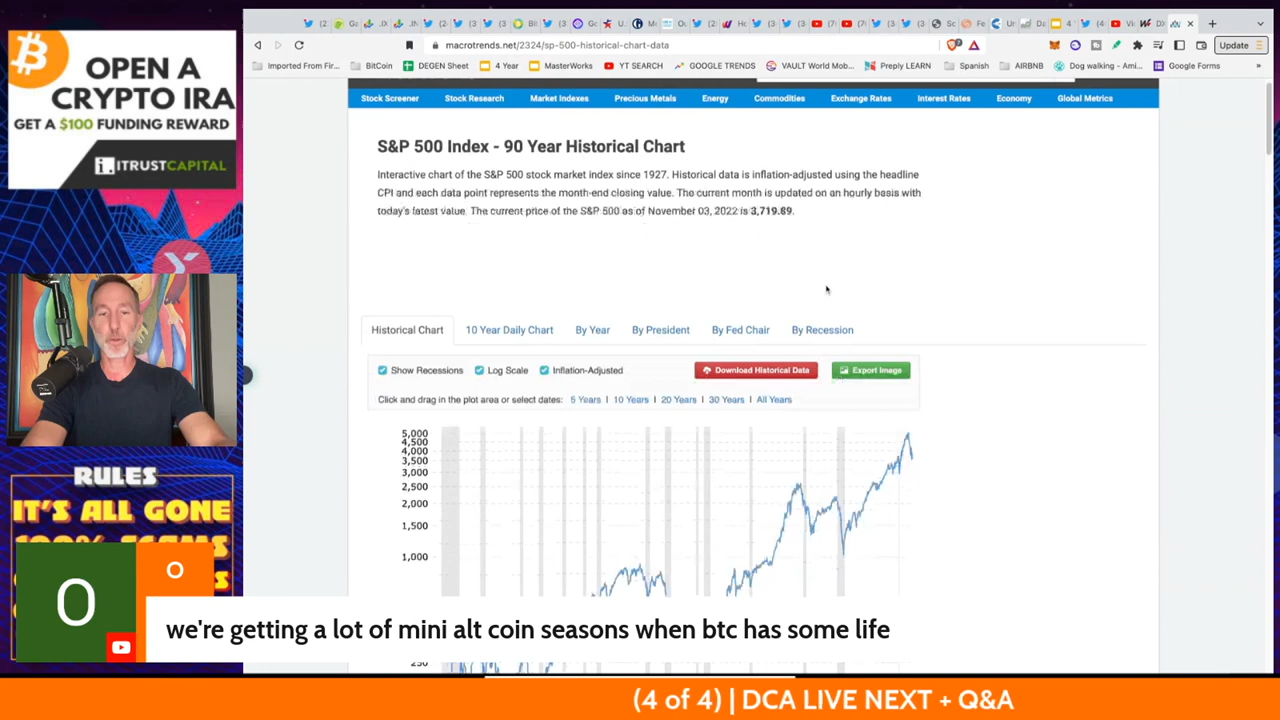 OPEN A
CRYPTO IRA
GET A $100 FUNDING REWARD
i. iTRUSTCAPITAL
macrotrends.net/2324/sp-500-historical-chart-data
Update
Imported From Fir... BitCoin DEGEN Sheet 4 Year MasterWorks YT SEARCH GOOGLE TRENDS VAULT World Mob... Preply LEARN Spanish AIRBNB Dog walking - Ami... Google Forms »
Stock Screener Stock Research Market Indexes Precious Metals Energy Commodities Exchange Rates Interest Rates Economy Global Metrics
S&P 500 Index - 90 Year Historical Chart
Interactive chart of the S&P 500 stock market index since 1927. Historical data is inflation-adjusted using the headline
CPI and each data point represents the month-end closing value. The current month is updated on an hourly basis with
today's latest value. The current price of the S&P 500 as of November 03, 2022 is 3,719.89.
Historical Chart 10 Year Daily Chart By Year By President By Fed Chair By Recession
Show Recessions Log Scale Inflation-Adjusted Download Historical Data Export Image
Click and drag in the plot area or select dates: 5 Years | 10 Years | 20 Years | 30 Years | All Years
5,000
4,500
4,000
3,500
3,000
2,500
2,000
1,500
1,000
250
RULES
IT'S ALL GONE
O
O
we're getting a lot of mini alt coin seasons when btc has some life
(4 of 4) | DCA LIVE NEXT + Q&A